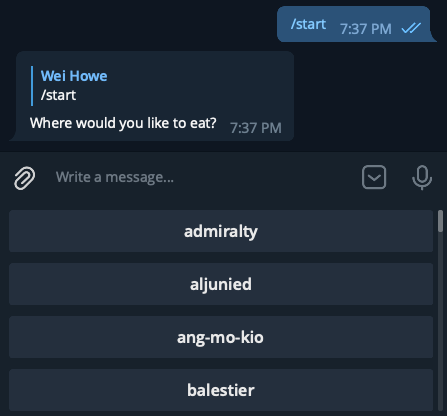 /start 7:37 PM
Wei Howe
/start
Where would you like to eat? 7:37 PM
Write a message...
admiralty
aljunied
ang-mo-kio
balestier